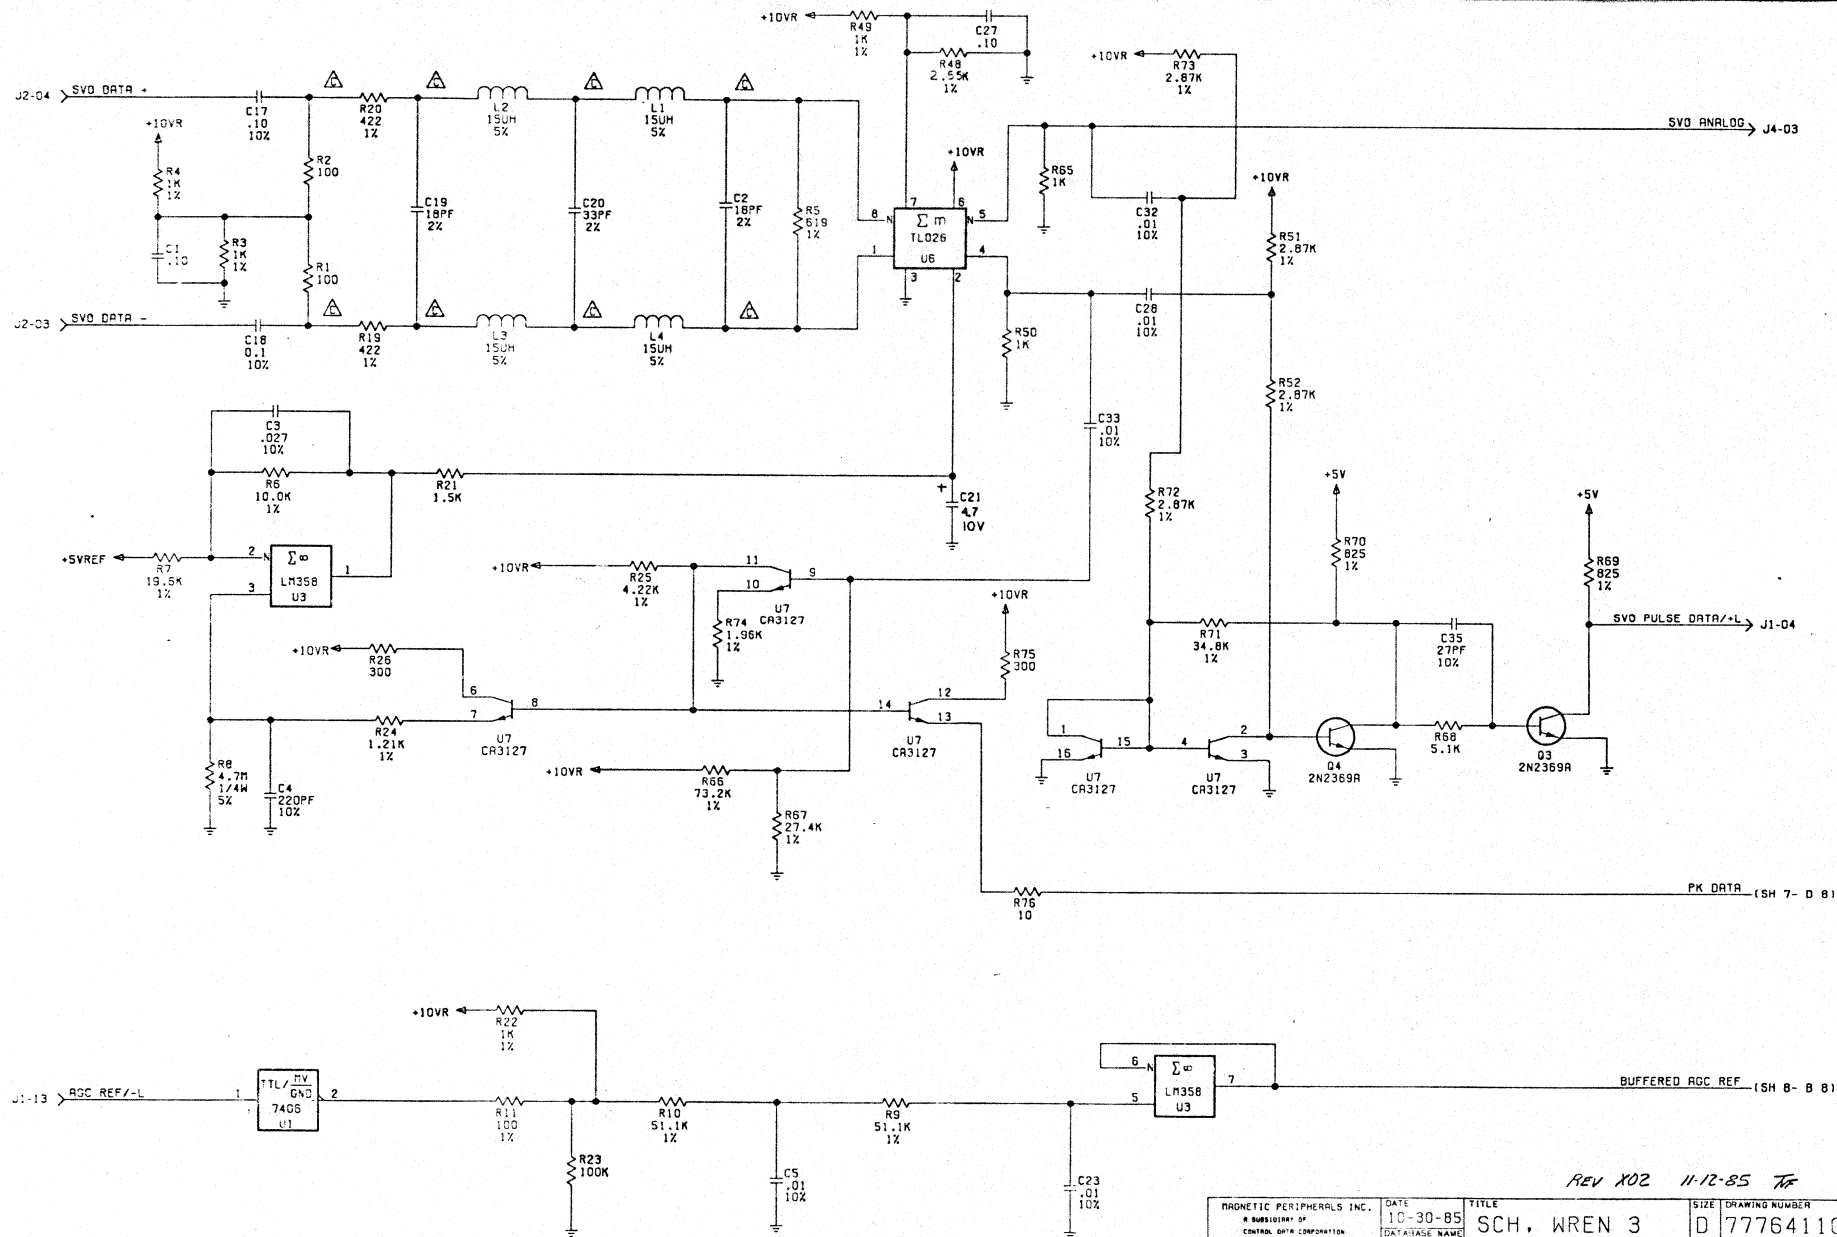 +10VR
R49
1K
1%
C27
.10
R48
2.55K
1%
+10VR
R73
2.87K
1%
J2-04
SVO DATA +
C17
.10
10%
C
R20
422
1%
C
L2
15UH
5%
C
L1
15UH
5%
C
SVO ANALOG
J4-03
+10VR
R4
1K
1%
R2
100
C1
.10
R3
1K
1%
R1
100
C19
18PF
2%
C20
33PF
2%
C2
18PF
2%
R5
619
1%
+10VR
7
6
8
N
Σ m
N
5
TL026
1
U6
4
3
2
R65
1K
C32
.01
10%
+10VR
R51
2.87K
1%
J2-03
SVO DATA -
C18
0.1
10%
C
R19
422
1%
C
L3
15UH
5%
C
L4
15UH
5%
C
R50
1K
C28
.01
10%
R52
2.87K
1%
C33
.01
10%
C3
.027
10%
R6
10.0K
1%
R21
1.5K
+
C21
4.7
10V
+5VREF
R7
19.6K
1%
2
N
Σ ∞
LM358
U3
1
3
+10VR
R25
4.22K
1%
11
10
9
U7
CA3127
R74
1.96K
1%
R72
2.87K
1%
+5V
R70
825
1%
+5V
R69
825
1%
+10VR
R75
300
R71
34.8K
1%
C35
27PF
10%
SVO PULSE DATA/+L
J1-04
+10VR
R26
300
6
7
8
U7
CA3127
14
12
13
U7
CA3127
R24
1.21K
1%
R8
4.7M
1/4W
5%
C4
220PF
10%
+10VR
R66
73.2K
1%
R67
27.4K
1%
1
16
15
U7
CA3127
4
2
3
U7
CA3127
Q4
2N2369A
R68
5.1K
Q3
2N2369A
R76
10
PK DATA
(SH 7- D 8)
+10VR
R22
1K
1%
J1-13
AGC REF/-L
1
TTL/MV
GND
7406
U1
2
R11
100
1%
R23
100K
R10
51.1K
1%
C5
.01
10%
R9
51.1K
1%
C23
.01
10%
6
N
Σ ∞
LM358
U3
5
7
BUFFERED AGC REF
(SH 8- B 8)
REV X02 11-12-85
MAGNETIC PERIPHERALS INC.
A SUBSIDIARY OF
CONTROL DATA CORPORATION
DATE
10-30-85
DATABASE NAME
TITLE
SCH, WREN 3
SIZE
D
DRAWING NUMBER
7776411